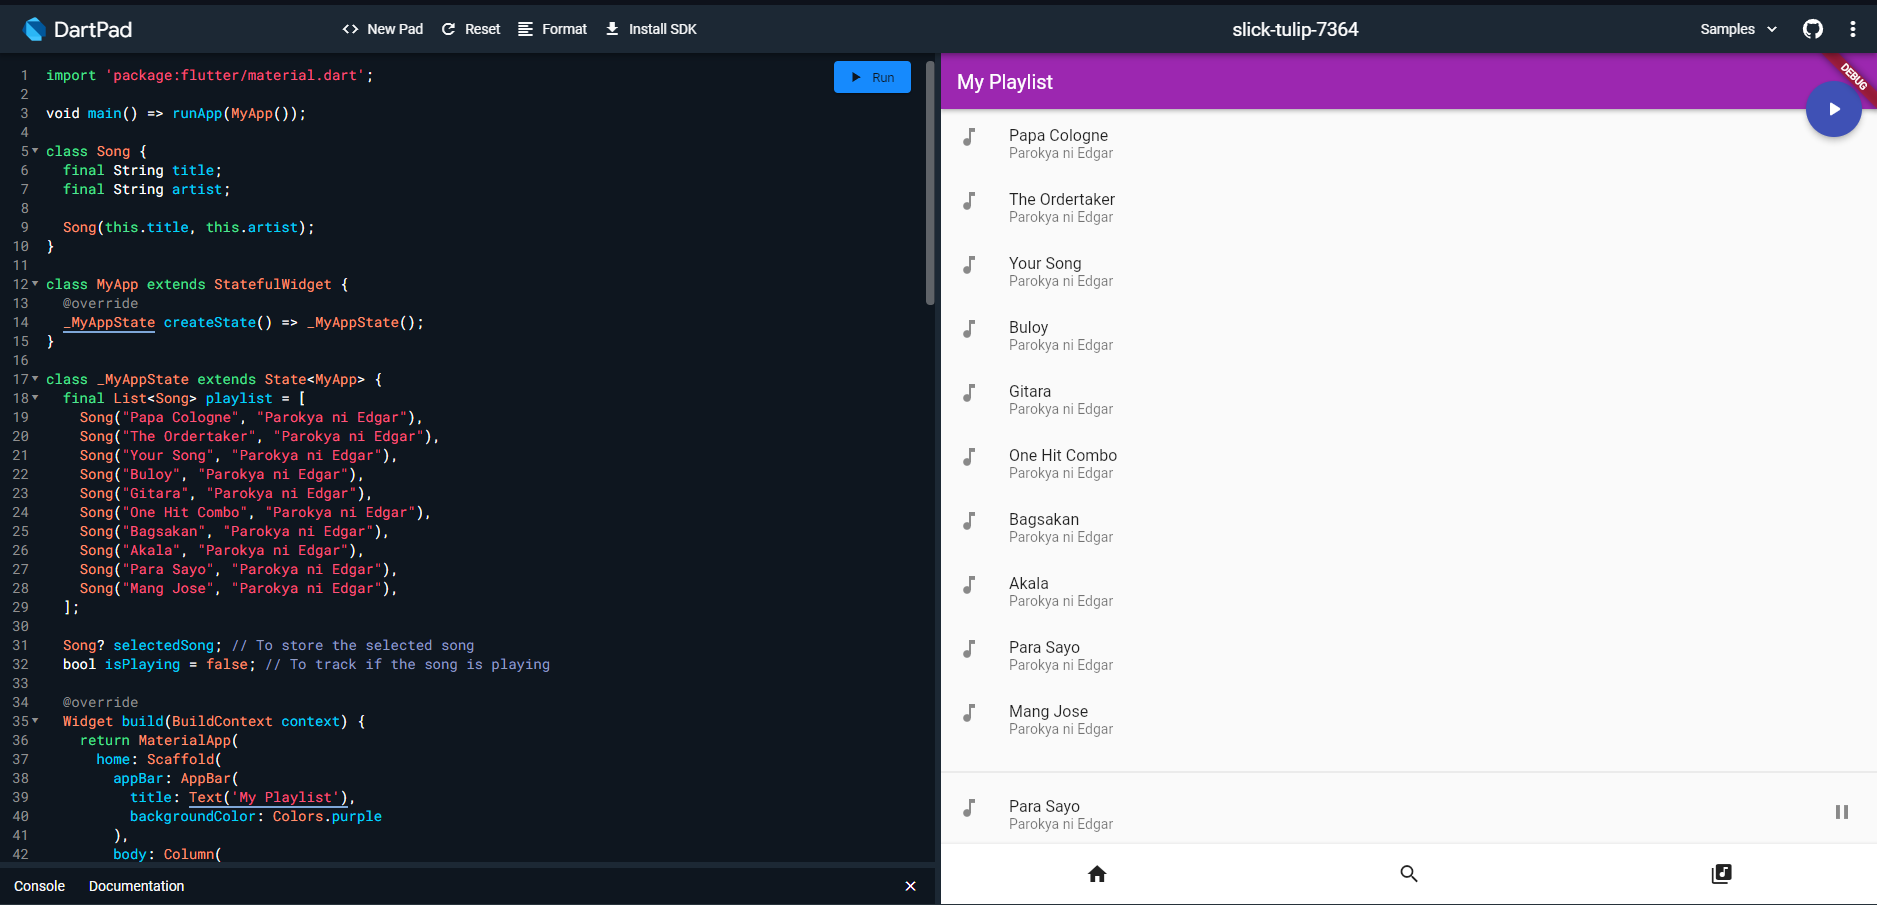 DartPad
New Pad
Reset
Format
Install SDK
slick-tulip-7364
Samples
1 import 'package:flutter/material.dart';
2
3 void main() => runApp(MyApp());
4
5 class Song {
6 final String title;
7 final String artist;
8
9 Song(this.title, this.artist);
10 }
11
12 class MyApp extends StatefulWidget {
13 @override
14 _MyAppState createState() => _MyAppState();
15 }
16
17 class _MyAppState extends State<MyApp> {
18 final List<Song> playlist = [
19 Song("Papa Cologne", "Parokya ni Edgar"),
20 Song("The Ordertaker", "Parokya ni Edgar"),
21 Song("Your Song", "Parokya ni Edgar"),
22 Song("Buloy", "Parokya ni Edgar"),
23 Song("Gitara", "Parokya ni Edgar"),
24 Song("One Hit Combo", "Parokya ni Edgar"),
25 Song("Bagsakan", "Parokya ni Edgar"),
26 Song("Akala", "Parokya ni Edgar"),
27 Song("Para Sayo", "Parokya ni Edgar"),
28 Song("Mang Jose", "Parokya ni Edgar"),
29 ];
30
31 Song? selectedSong; // To store the selected song
32 bool isPlaying = false; // To track if the song is playing
33
34 @override
35 Widget build(BuildContext context) {
36 return MaterialApp(
37 home: Scaffold(
38 appBar: AppBar(
39 title: Text('My Playlist'),
40 backgroundColor: Colors.purple
41 ),
42 body: Column(
Run
Console
Documentation
My Playlist
DEBUG
Papa Cologne
Parokya ni Edgar
The Ordertaker
Parokya ni Edgar
Your Song
Parokya ni Edgar
Buloy
Parokya ni Edgar
Gitara
Parokya ni Edgar
One Hit Combo
Parokya ni Edgar
Bagsakan
Parokya ni Edgar
Akala
Parokya ni Edgar
Para Sayo
Parokya ni Edgar
Mang Jose
Parokya ni Edgar
Para Sayo
Parokya ni Edgar